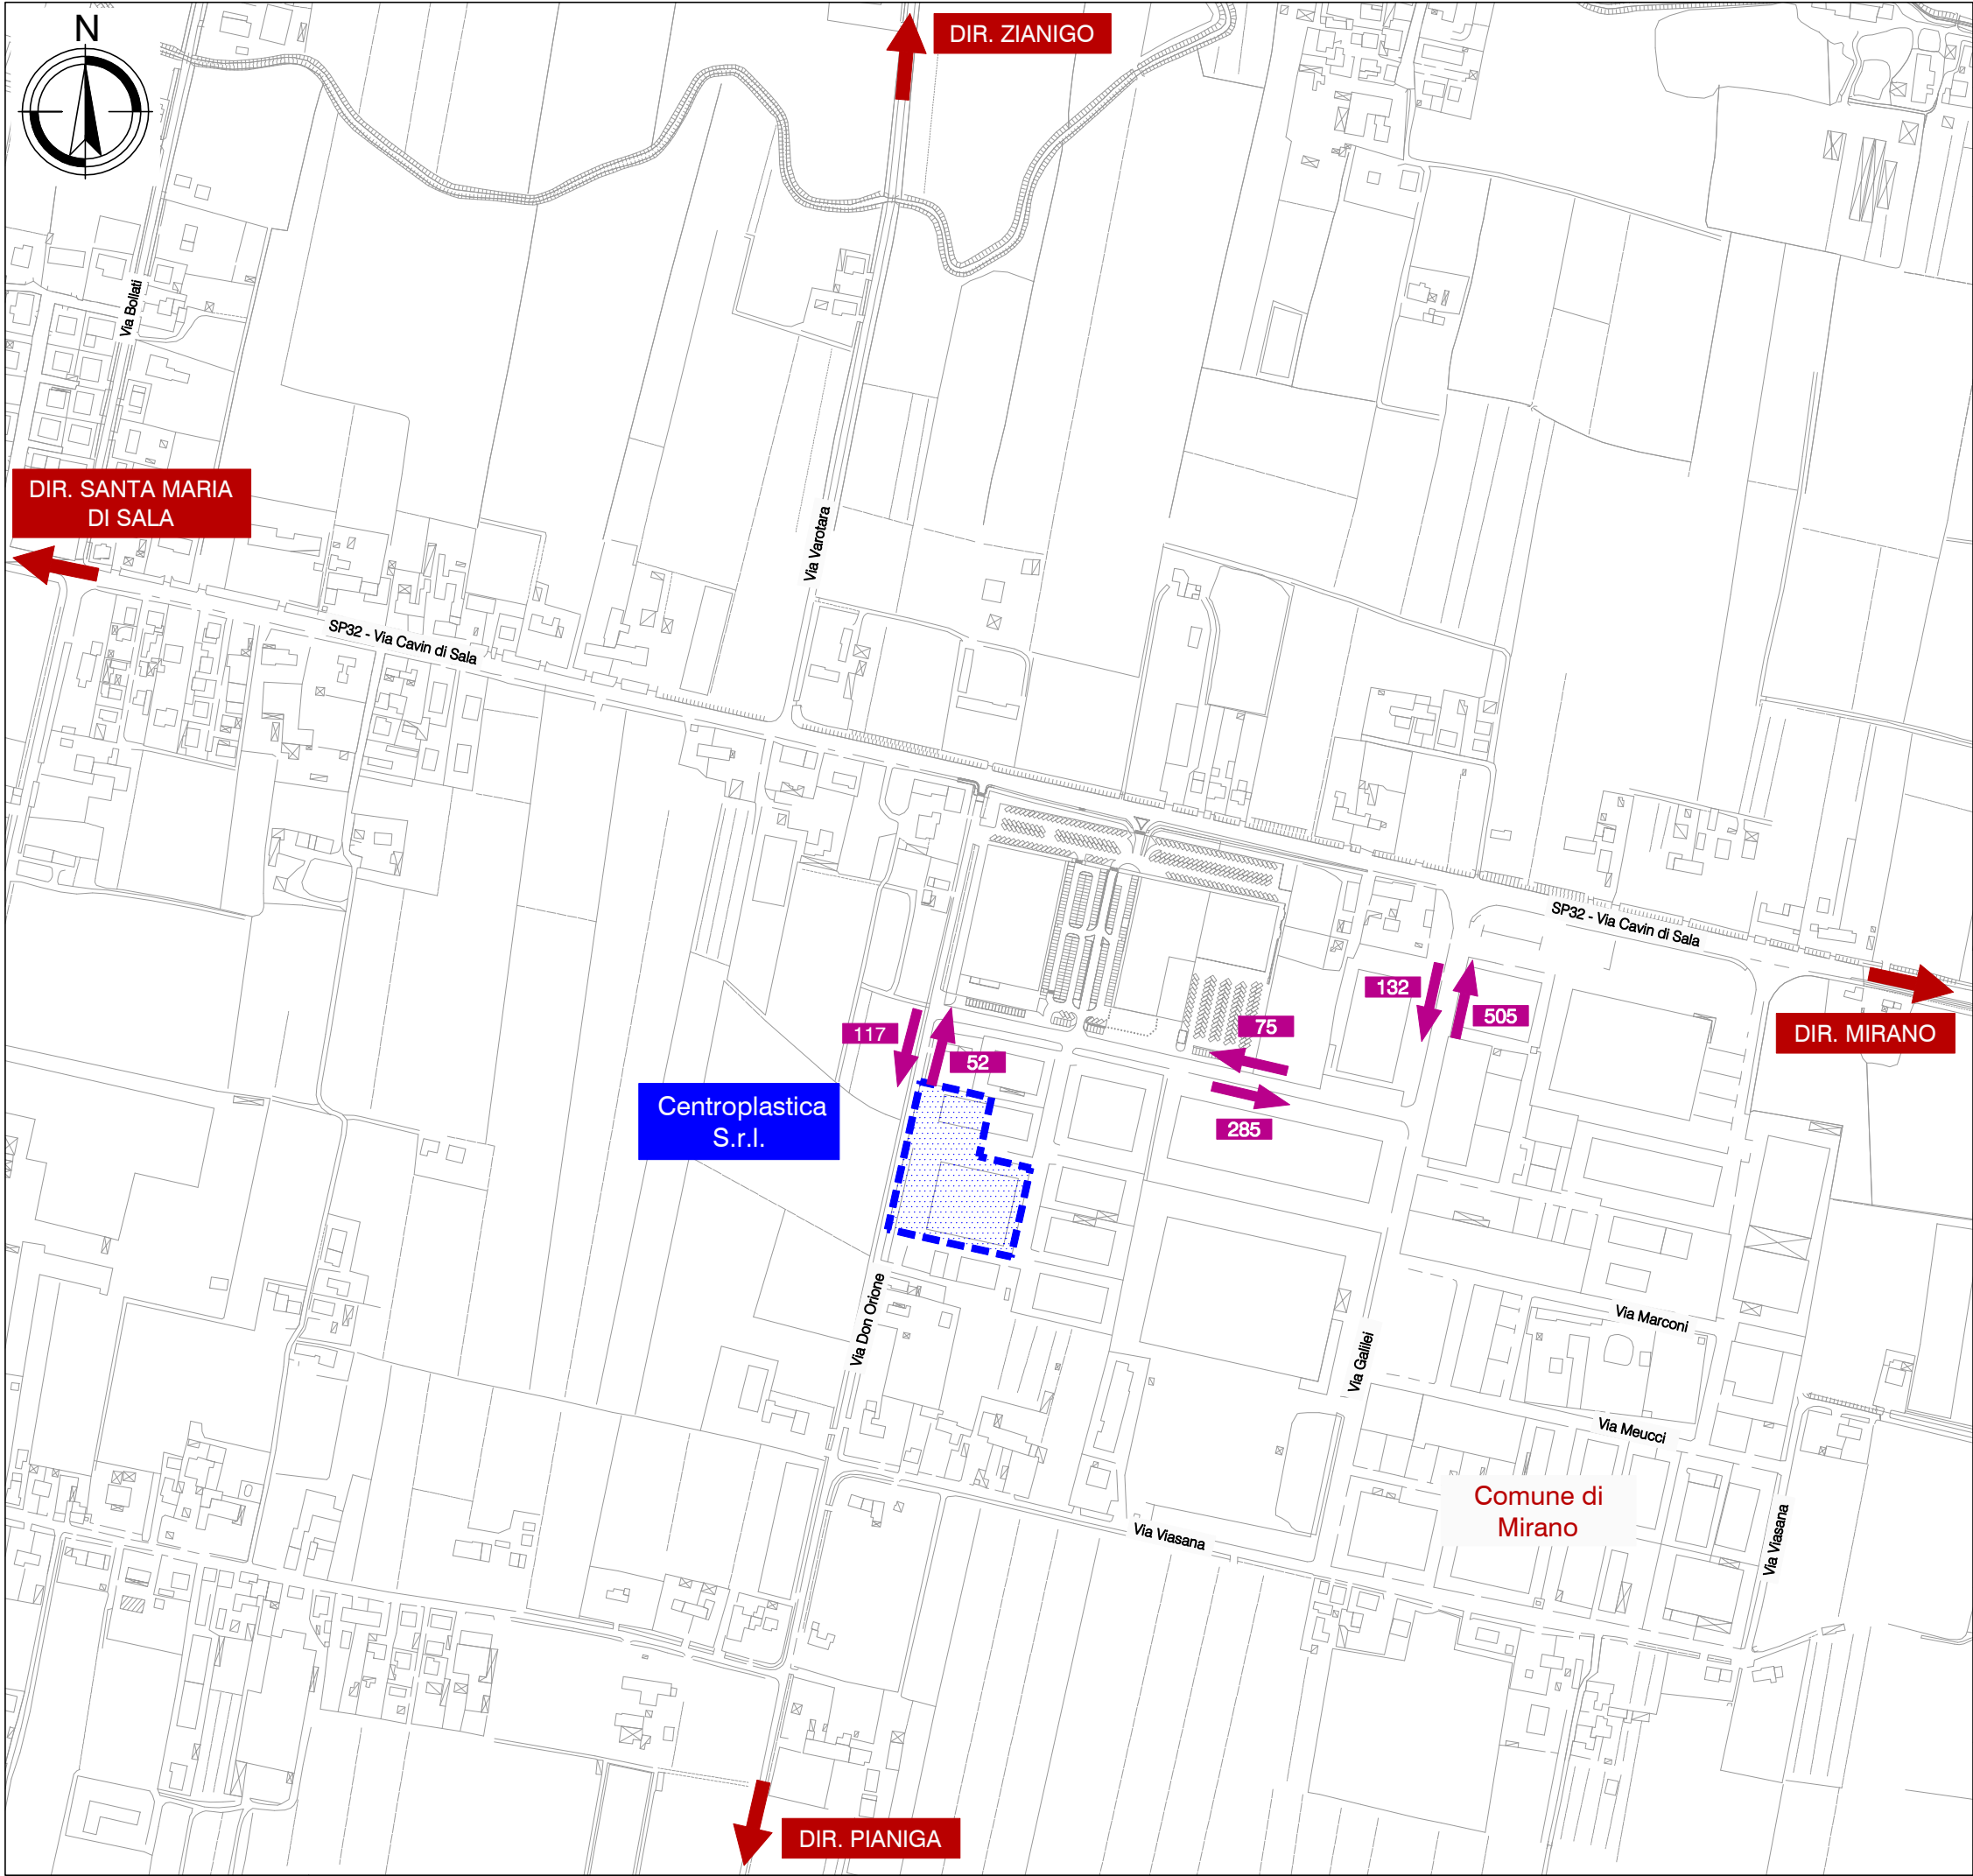 N
DIR. ZIANIGO
Via Bollati
DIR. SANTA MARIA
DI SALA
Via Varotara
SP32 - Via Cavin di Sala
SP32 - Via Cavin di Sala
132
505
117
75
52
DIR. MIRANO
285
Centroplastica
S.r.l.
Via Don Orione
Via Galilei
Via Marconi
Via Meucci
Comune di
Mirano
Via Viasana
Via Viasana
DIR. PIANIGA